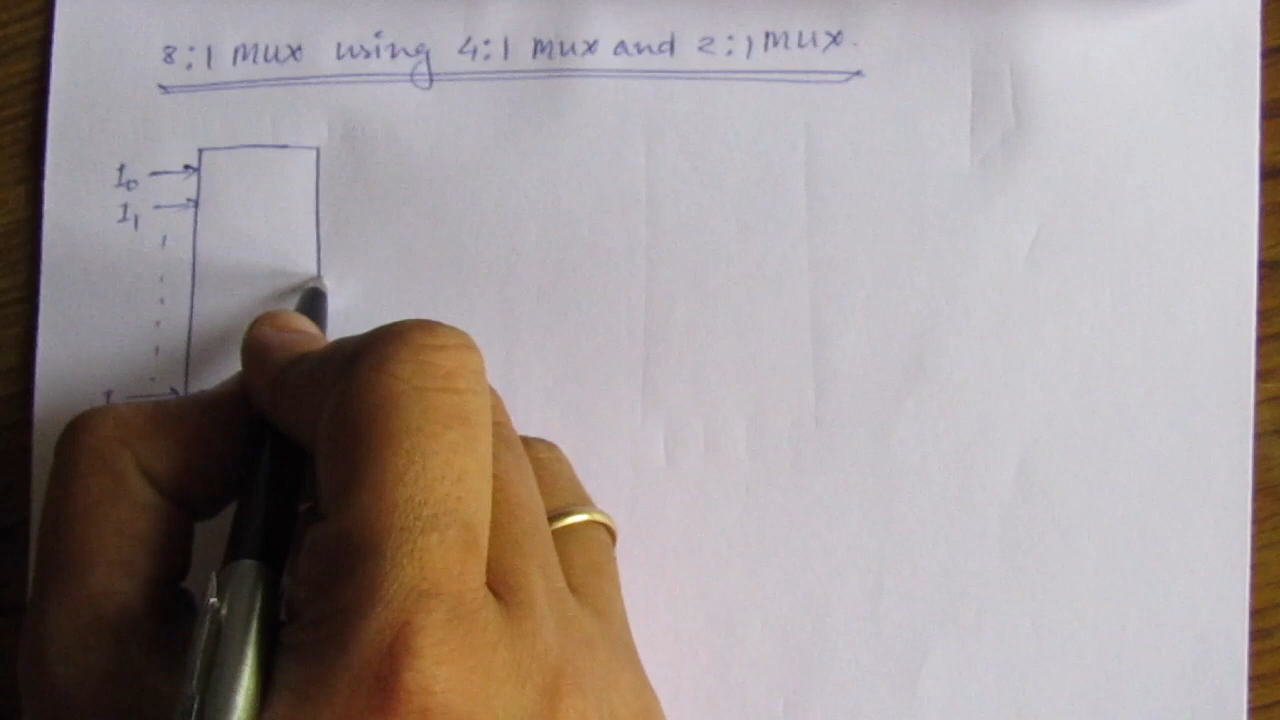 8:1 MUX using 4:1 MUX and 2:1 MUX.
I₀
I₁